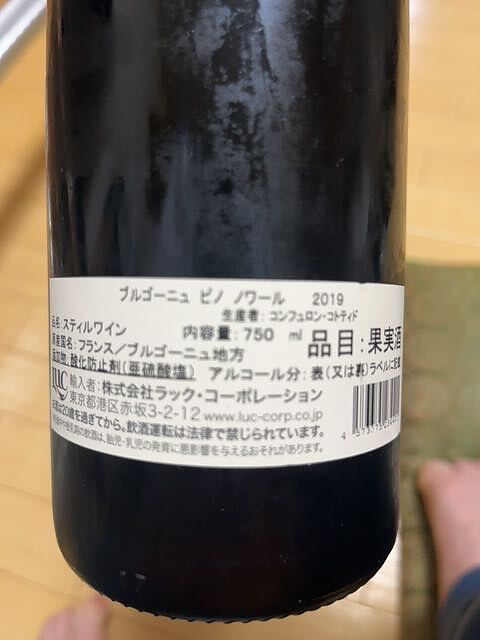 ブルゴーニュ ピノ ノワール 2019
生産者：コンフュロン・コトティド
品名：スティルワイン 内容量：750 ml 品目：果実酒
原産国名：フランス／ブルゴーニュ地方
添加物：酸化防止剤（亜硫酸塩） アルコール分：表（又は裏）ラベルに記載
LUC 輸入者：株式会社ラック・コーポレーション
東京都港区赤坂3-2-12 www.luc-corp.co.jp
飲酒は20歳を過ぎてから。飲酒運転は法律で禁じられています。
妊娠中や授乳期の飲酒は、胎児・乳児の発育に悪影響を与えるおそれがあります。